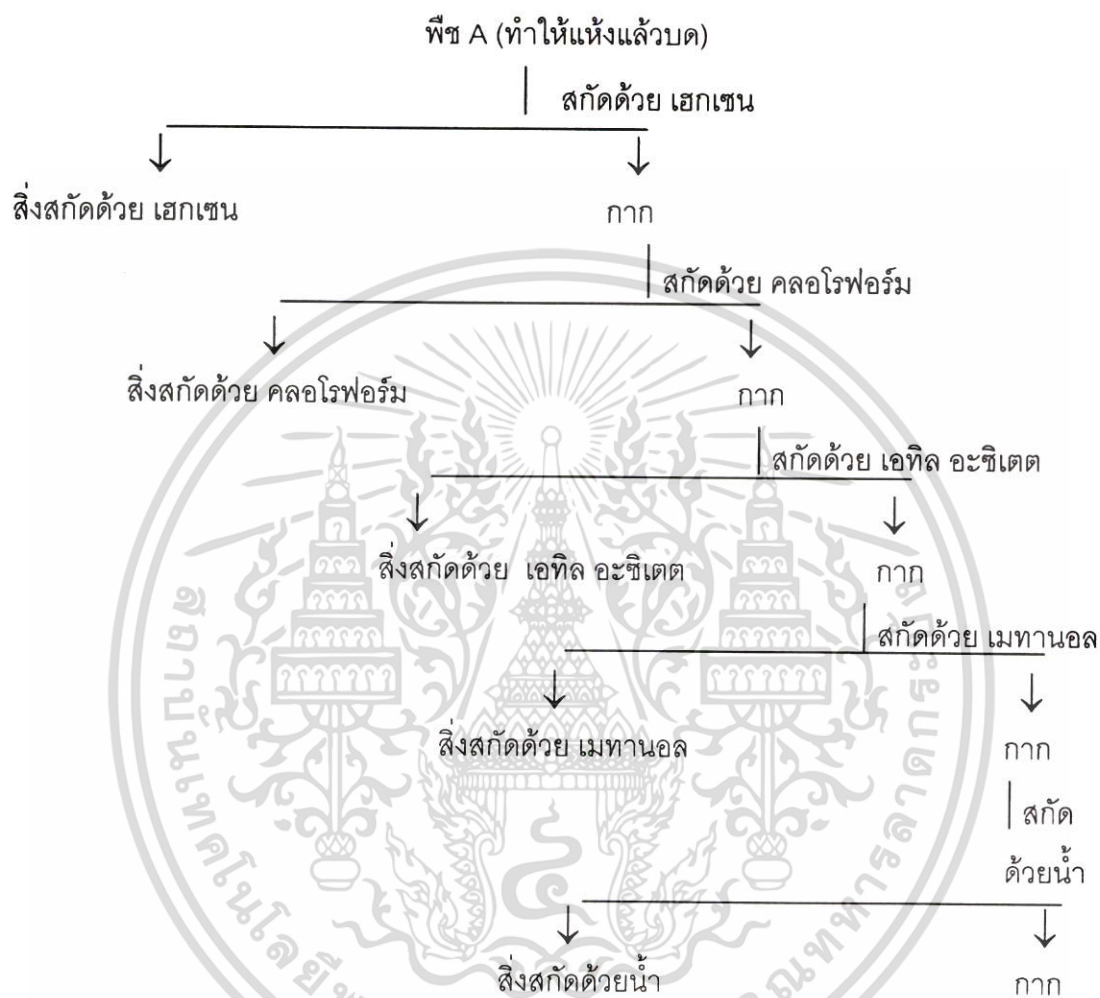 พืช A (ทำให้แห้งแล้วบด)
สกัดด้วย เฮกเซน
สิ่งสกัดด้วย เฮกเซน
กาก
สกัดด้วย คลอโรฟอร์ม
สิ่งสกัดด้วย คลอโรฟอร์ม
กาก
สกัดด้วย เอทิล อะซิเตต
สิ่งสกัดด้วย เอทิล อะซิเตต
กาก
สกัดด้วย เมทานอล
สิ่งสกัดด้วย เมทานอล
กาก
สกัด
ด้วยน้ำ
สิ่งสกัดด้วยน้ำ
กาก